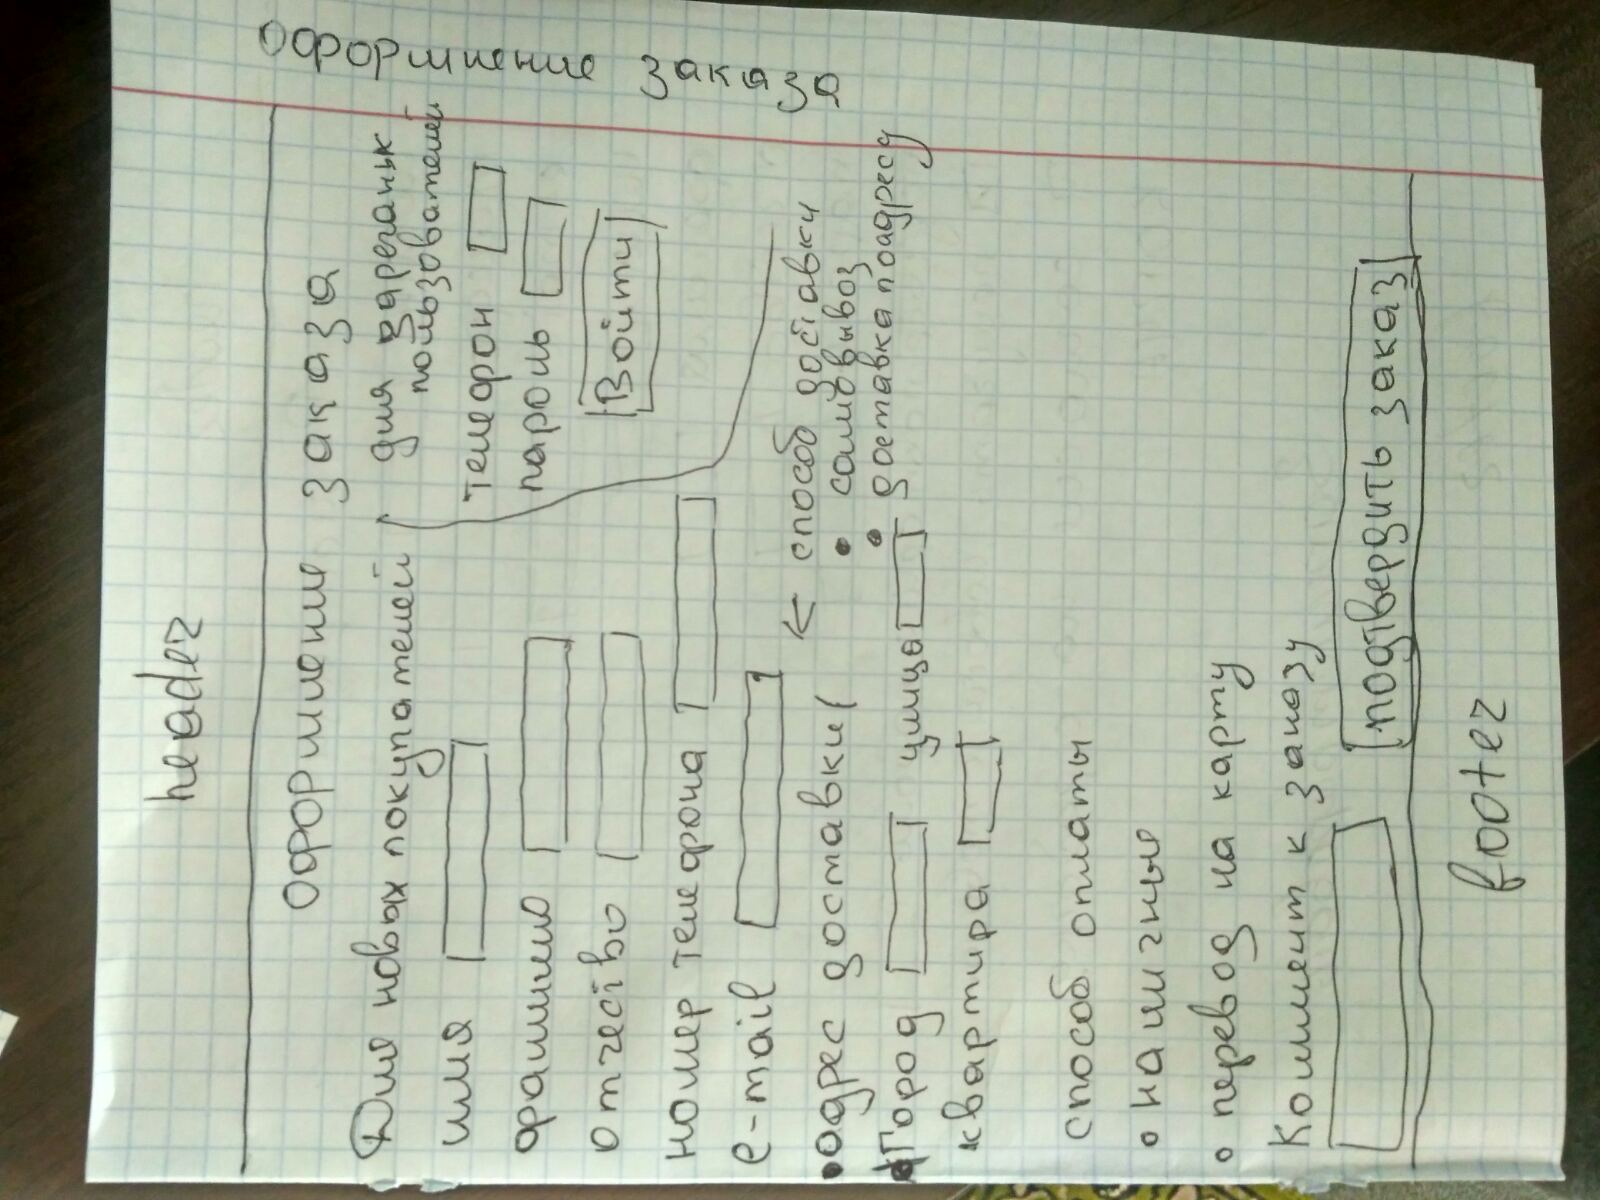 header
оформление заказа
Для новых покупателей
имя
фамилию
отчество
номер телефона
e-mail
адрес доставки
Город улица
квартира
для зареганых
пользователей
телефон
пароль
Войти
← способ доставки
• самовывоз
• доставка по адресу
способ оплаты
наличные
перевод на карту
Коммент к заказу
подтвердить заказ
footer
оформление заказа